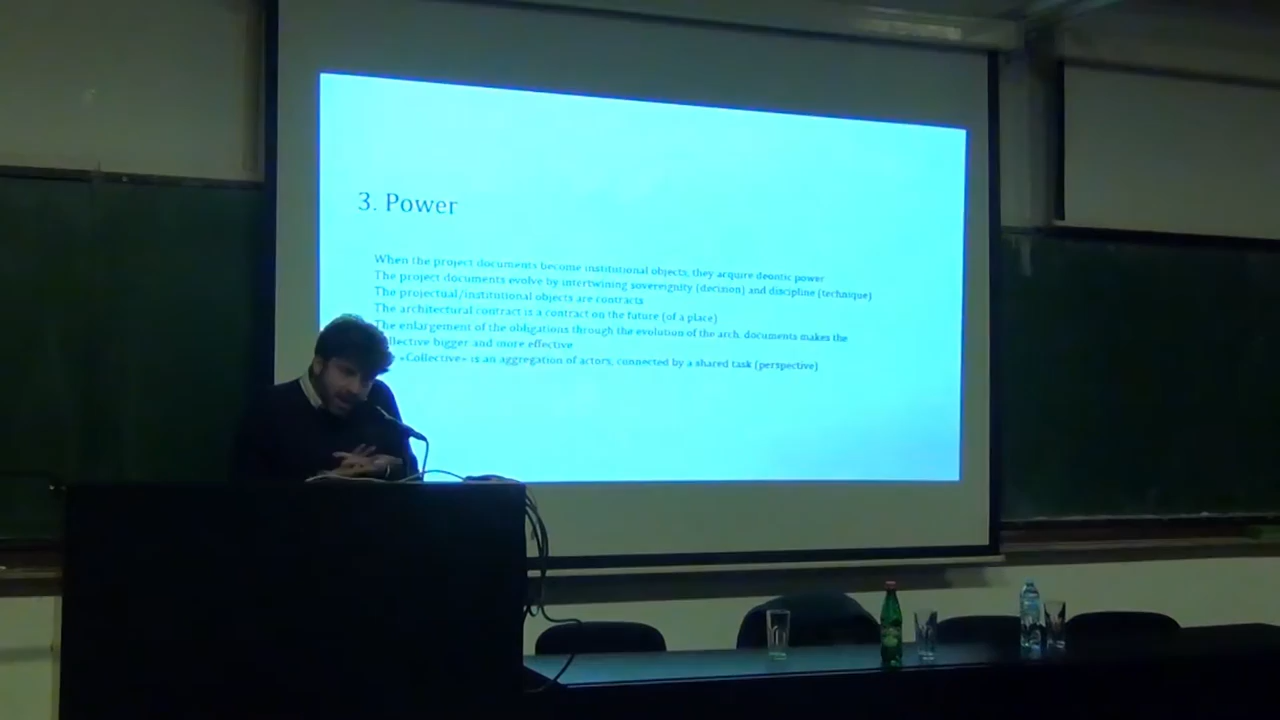 3. Power
When the project documents become institutional objects, they acquire deontic power
The project documents evolve by intertwining sovereignity (decision) and discipline (technique)
The projectual/institutional objects are contracts
The architectural contract is a contract on the future (of a place)
The enlargement of the obligations through the evolution of the arch. documents makes the
collective bigger and more effective
«Collective» is an aggregation of actors, connected by a shared task (perspective)